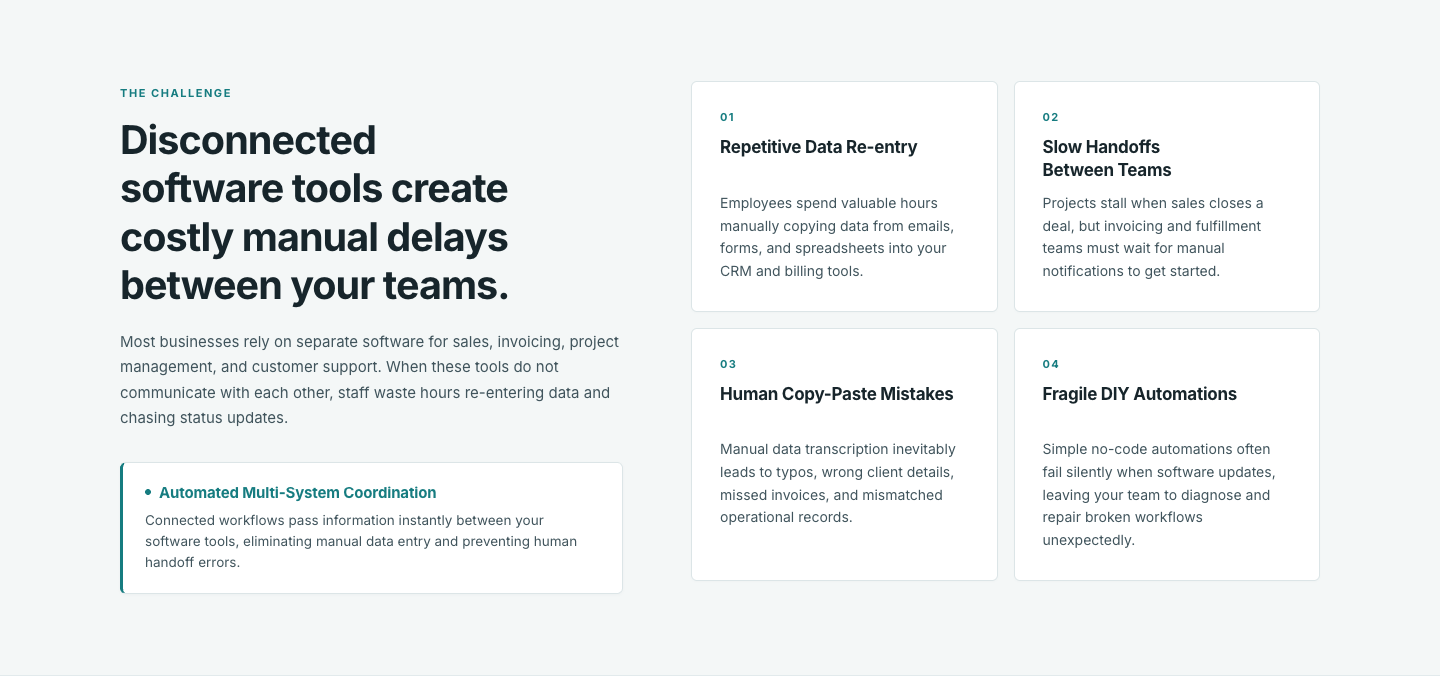 THE CHALLENGE
Disconnected
software tools create
costly manual delays
between your teams.
Most businesses rely on separate software for sales, invoicing, project
management, and customer support. When these tools do not
communicate with each other, staff waste hours re-entering data and
chasing status updates.
• Automated Multi-System Coordination
Connected workflows pass information instantly between your
software tools, eliminating manual data entry and preventing human
handoff errors.
01
Repetitive Data Re-entry
Employees spend valuable hours
manually copying data from emails,
forms, and spreadsheets into your
CRM and billing tools.
02
Slow Handoffs
Between Teams
Projects stall when sales closes a
deal, but invoicing and fulfillment
teams must wait for manual
notifications to get started.
03
Human Copy-Paste Mistakes
Manual data transcription inevitably
leads to typos, wrong client details,
missed invoices, and mismatched
operational records.
04
Fragile DIY Automations
Simple no-code automations often
fail silently when software updates,
leaving your team to diagnose and
repair broken workflows
unexpectedly.